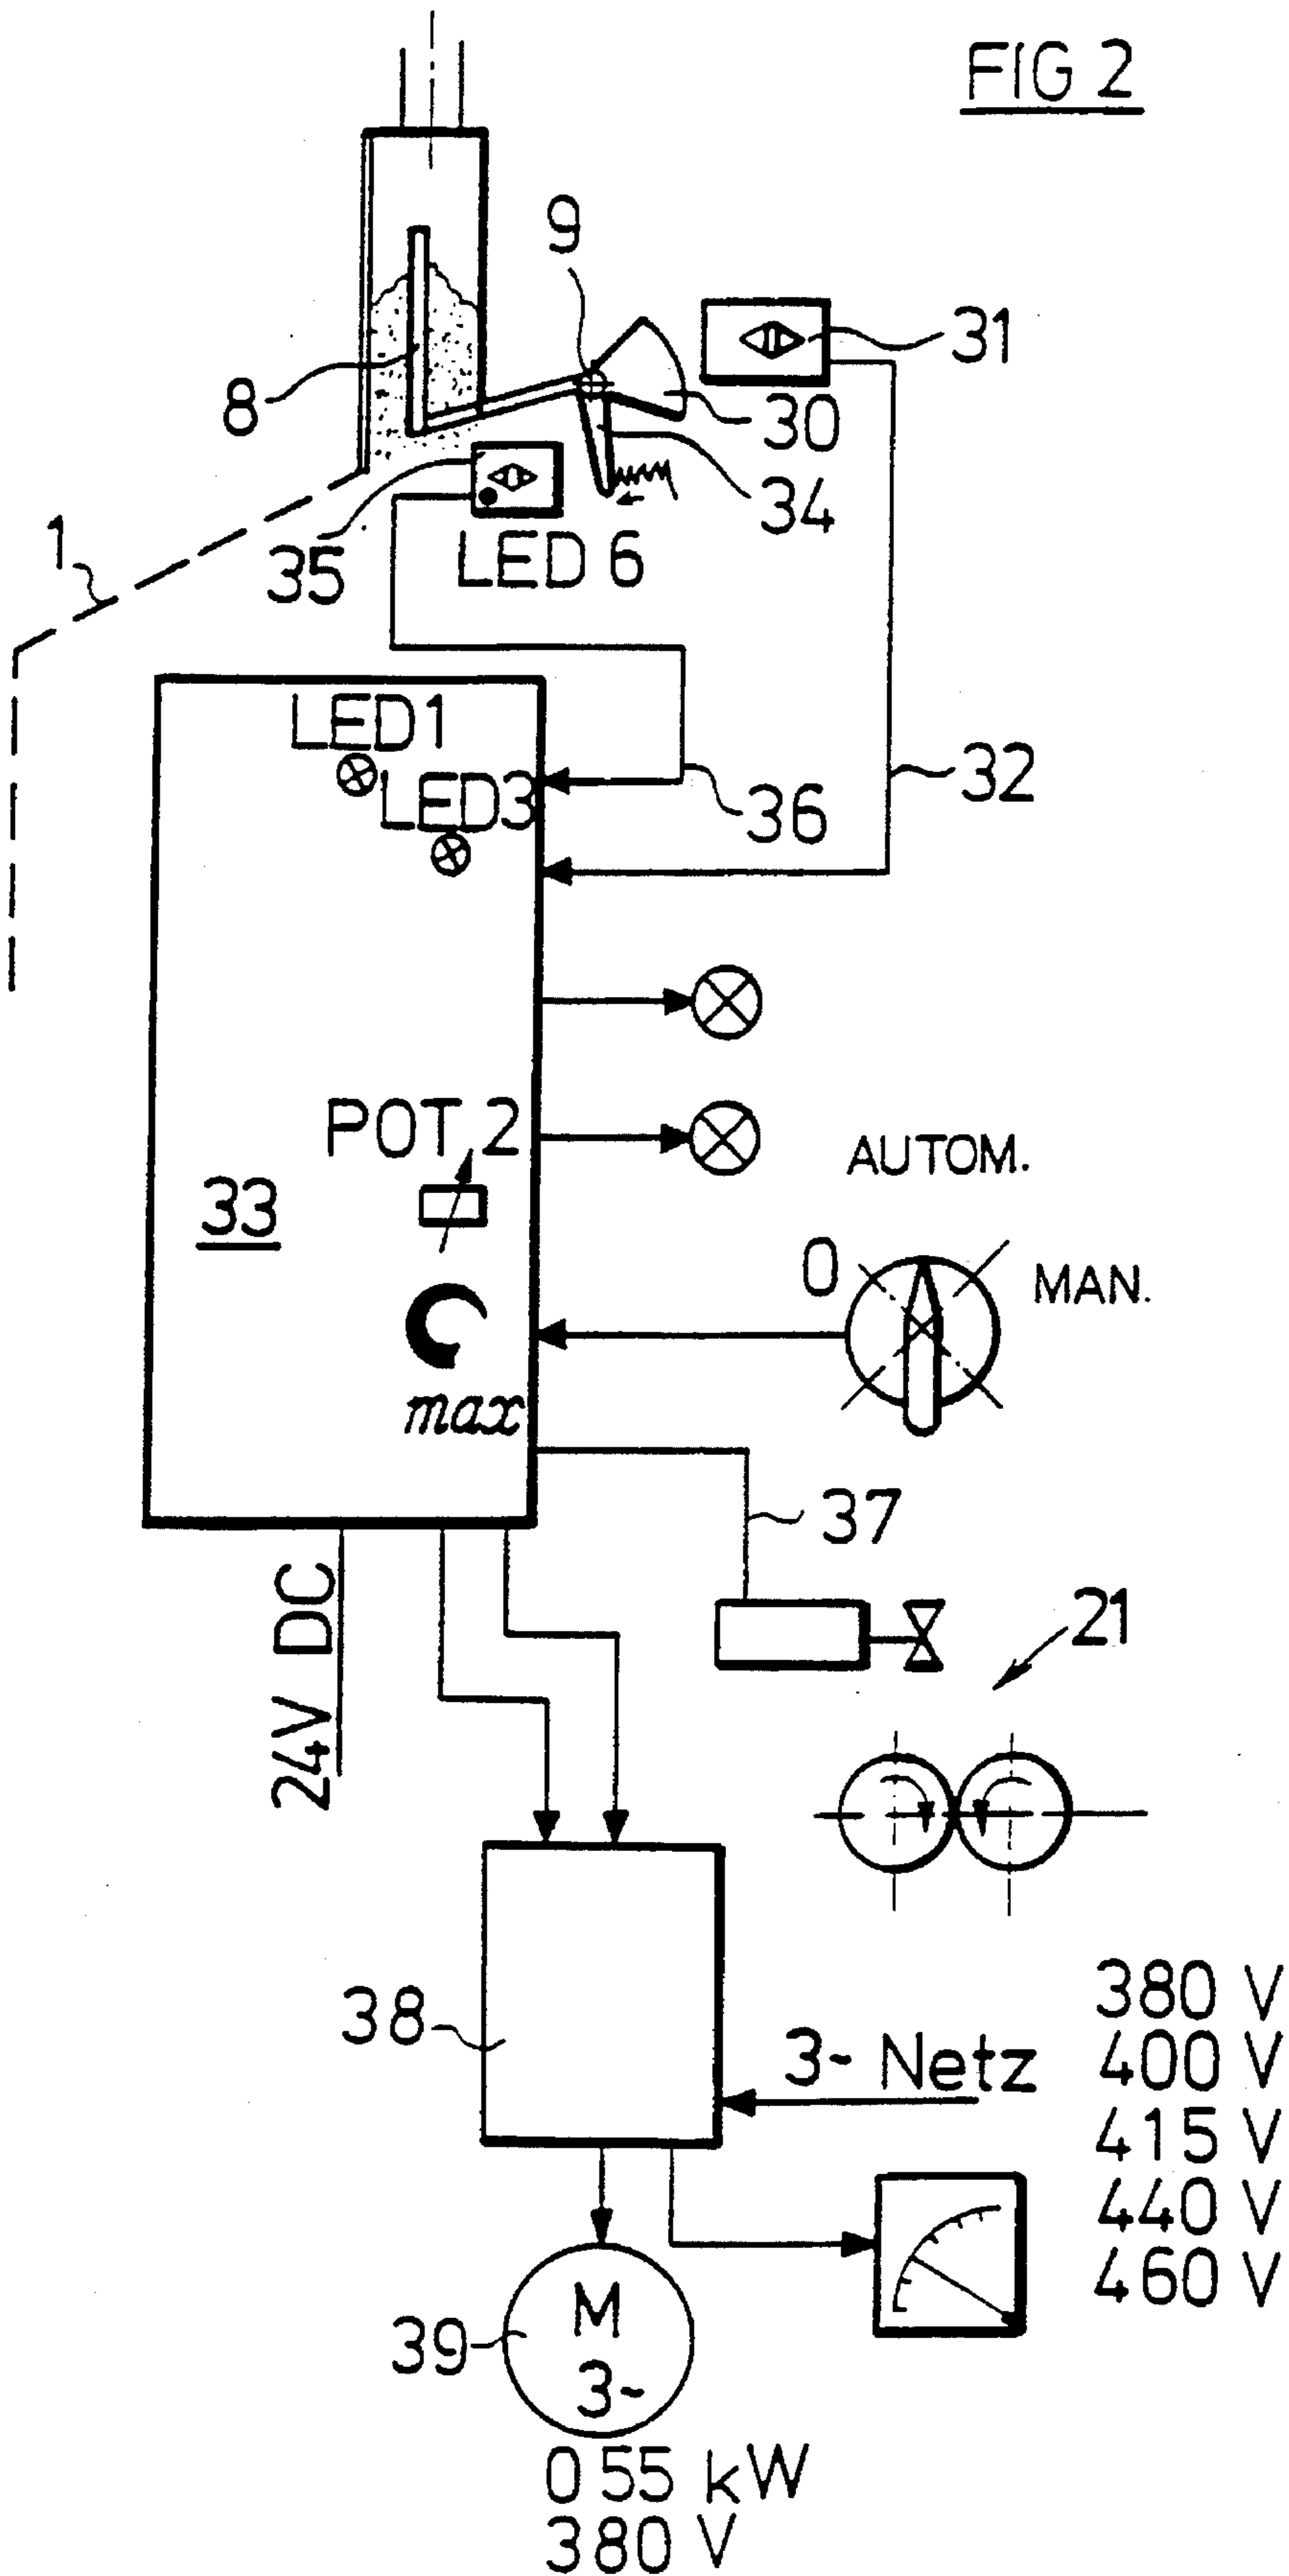 FIG 2
9
31
8
30
34
35
LED 6
1
LED1
LED3
36
32
POT 2
AUTOM.
33
0
MAN.
max
37
24V DC
21
38
380 V
3~ Netz
400 V
415 V
440 V
460 V
M
39
3~
0 55 kW
380 V